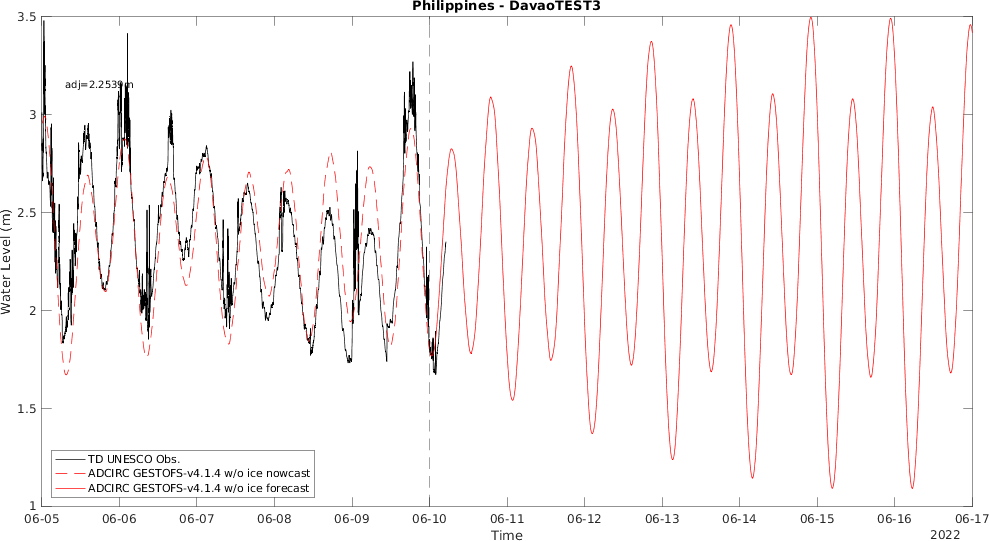 Philippines - DavaoTEST3
3.5
adj=2.2539m
3
2.5
Water Level (m)
2
1.5
TD UNESCO Obs.
ADCIRC GESTOFS-v4.1.4 w/o ice nowcast
ADCIRC GESTOFS-v4.1.4 w/o ice forecast
1
06-05 06-06 06-07 06-08 06-09 06-10 06-11 06-12 06-13 06-14 06-15 06-16 06-17
Time
2022